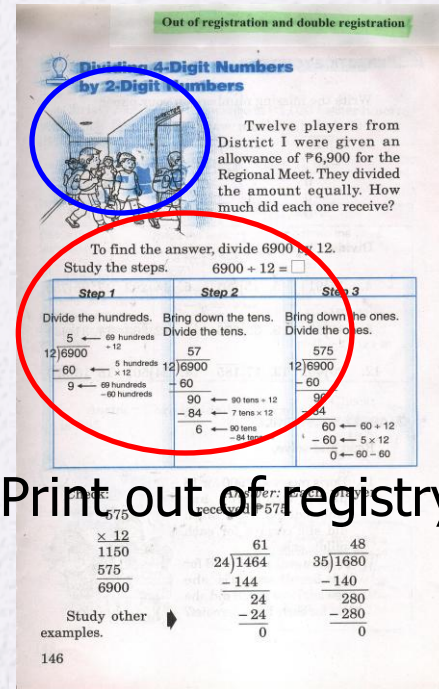 Out of registration and double registration
Dividing 4-Digit Numbers
by 2-Digit Numbers
Twelve players from
District I were given an
allowance of ₱6,900 for the
Regional Meet. They divided
the amount equally. How
much did each one receive?
To find the answer, divide 6900 by 12.
Study the steps. 6900 ÷ 12 = □
Step 1 Step 2 Step 3
Divide the hundreds. Bring down the tens. Bring down the ones.
Divide the tens. Divide the ones.
5 ← 69 hundreds ÷ 12
12)6900
- 60 ← 5 hundreds × 12
9 ← 69 hundreds – 60 hundreds
57
12)6900
- 60
90 ← 90 tens ÷ 12
- 84 ← 7 tens × 12
6 ← 90 tens – 84 tens
575
12)6900
- 60
90
- 84
60 ← 60 ÷ 12
- 60 ← 5 × 12
0 ← 60 – 60
Print out of registry
Check: Answer: Each player
received ₱575.
575
× 12
1150
575
6900
61
24)1464
- 144
24
- 24
0
48
35)1680
- 140
280
- 280
0
Study other
examples.
146